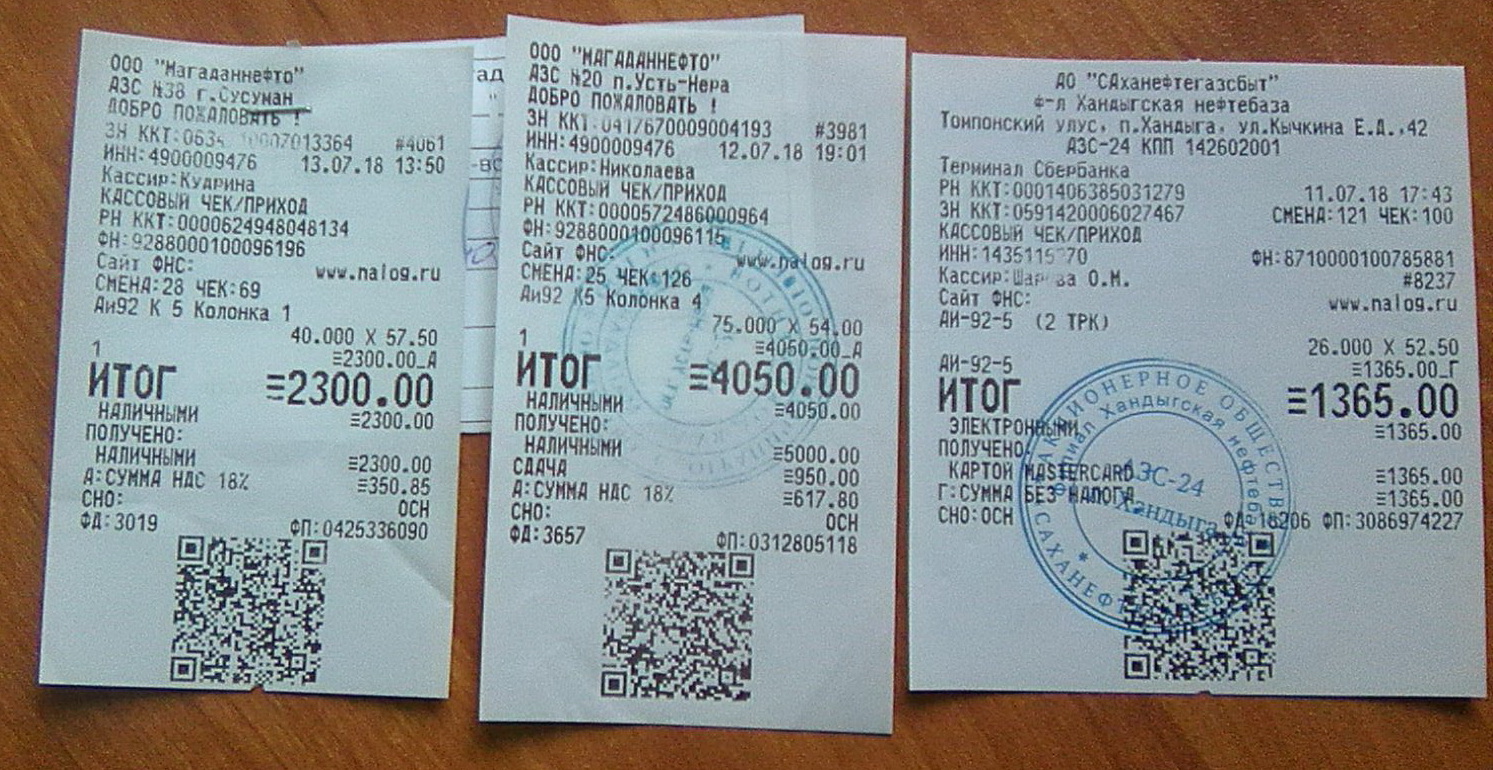 ООО "Магаданнефто"
АЗС №38 г.Сусуман
ДОБРО ПОЖАЛОВАТЬ !
ЗН ККТ: #4061
ИНН:4900009476 13.07.18 13:50
Кассир:Кудрина
КАССОВЫЙ ЧЕК/ПРИХОД
РН ККТ:0000624948048134
ФН:9288000100096196
Сайт ФНС:
www.nalog.ru
СМЕНА:28 ЧЕК:69
Аи92 К 5 Колонка 1
40.000 X 57.50
1 ≡2300.00_А
ИТОГ ≡2300.00
НАЛИЧНЫМИ ≡2300.00
ПОЛУЧЕНО:
НАЛИЧНЫМИ ≡2300.00
А:СУММА НДС 18% ≡350.85
СНО: ОСН
ФД:3019 ФП:0425336090
ООО "МАГАДАННЕФТО"
АЗС №20 п.Усть-Нера
ДОБРО ПОЖАЛОВАТЬ !
ЗН ККТ:0417670009004193 #3981
ИНН:4900009476 12.07.18 19:01
Кассир:Николаева
КАССОВЫЙ ЧЕК/ПРИХОД
РН ККТ:0000572486000964
ФН:9288000100096115
Сайт ФНС:
www.nalog.ru
СМЕНА:25 ЧЕК:126
Аи92 К5 Колонка 4
75.000 X 54.00
1 ≡4050.00_А
ИТОГ ≡4050.00
НАЛИЧНЫМИ ≡4050.00
ПОЛУЧЕНО:
НАЛИЧНЫМИ ≡5000.00
СДАЧА ≡950.00
А:СУММА НДС 18% ≡617.80
СНО: ОСН
ФД:3657 ФП:0312805118
АО "САханефтегазсбыт"
Ф-л Хандыгская нефтебаза
Томпонский улус, п.Хандыга, ул.Кычкина Е.Д.,42
АЗС-24 КПП 142602001
Терминал Сбербанка
РН ККТ:0001406385031279 11.07.18 17:43
ЗН ККТ:0591420006027467 СМЕНА:121 ЧЕК:100
КАССОВЫЙ ЧЕК/ПРИХОД
ИНН: ФН:8710000100785881
Кассир: О.М. #8237
Сайт ФНС: www.nalog.ru
АИ-92-5 (2 ТРК)
26.000 X 52.50
АИ-92-5 ≡1365.00_Г
ИТОГ ≡1365.00
ЭЛЕКТРОННЫМИ ≡1365.00
ПОЛУЧЕНО:
КАРТОЙ MASTERCARD ≡1365.00
Г:СУММА БЕЗ НАЛОГА ≡1365.00
СНО:ОСН ФД:16206 ФП:3086974227
АКЦИОНЕРНОЕ ОБЩЕСТВО
Филиал Хандыгская нефтебаза
АЗС-24
Хандыга